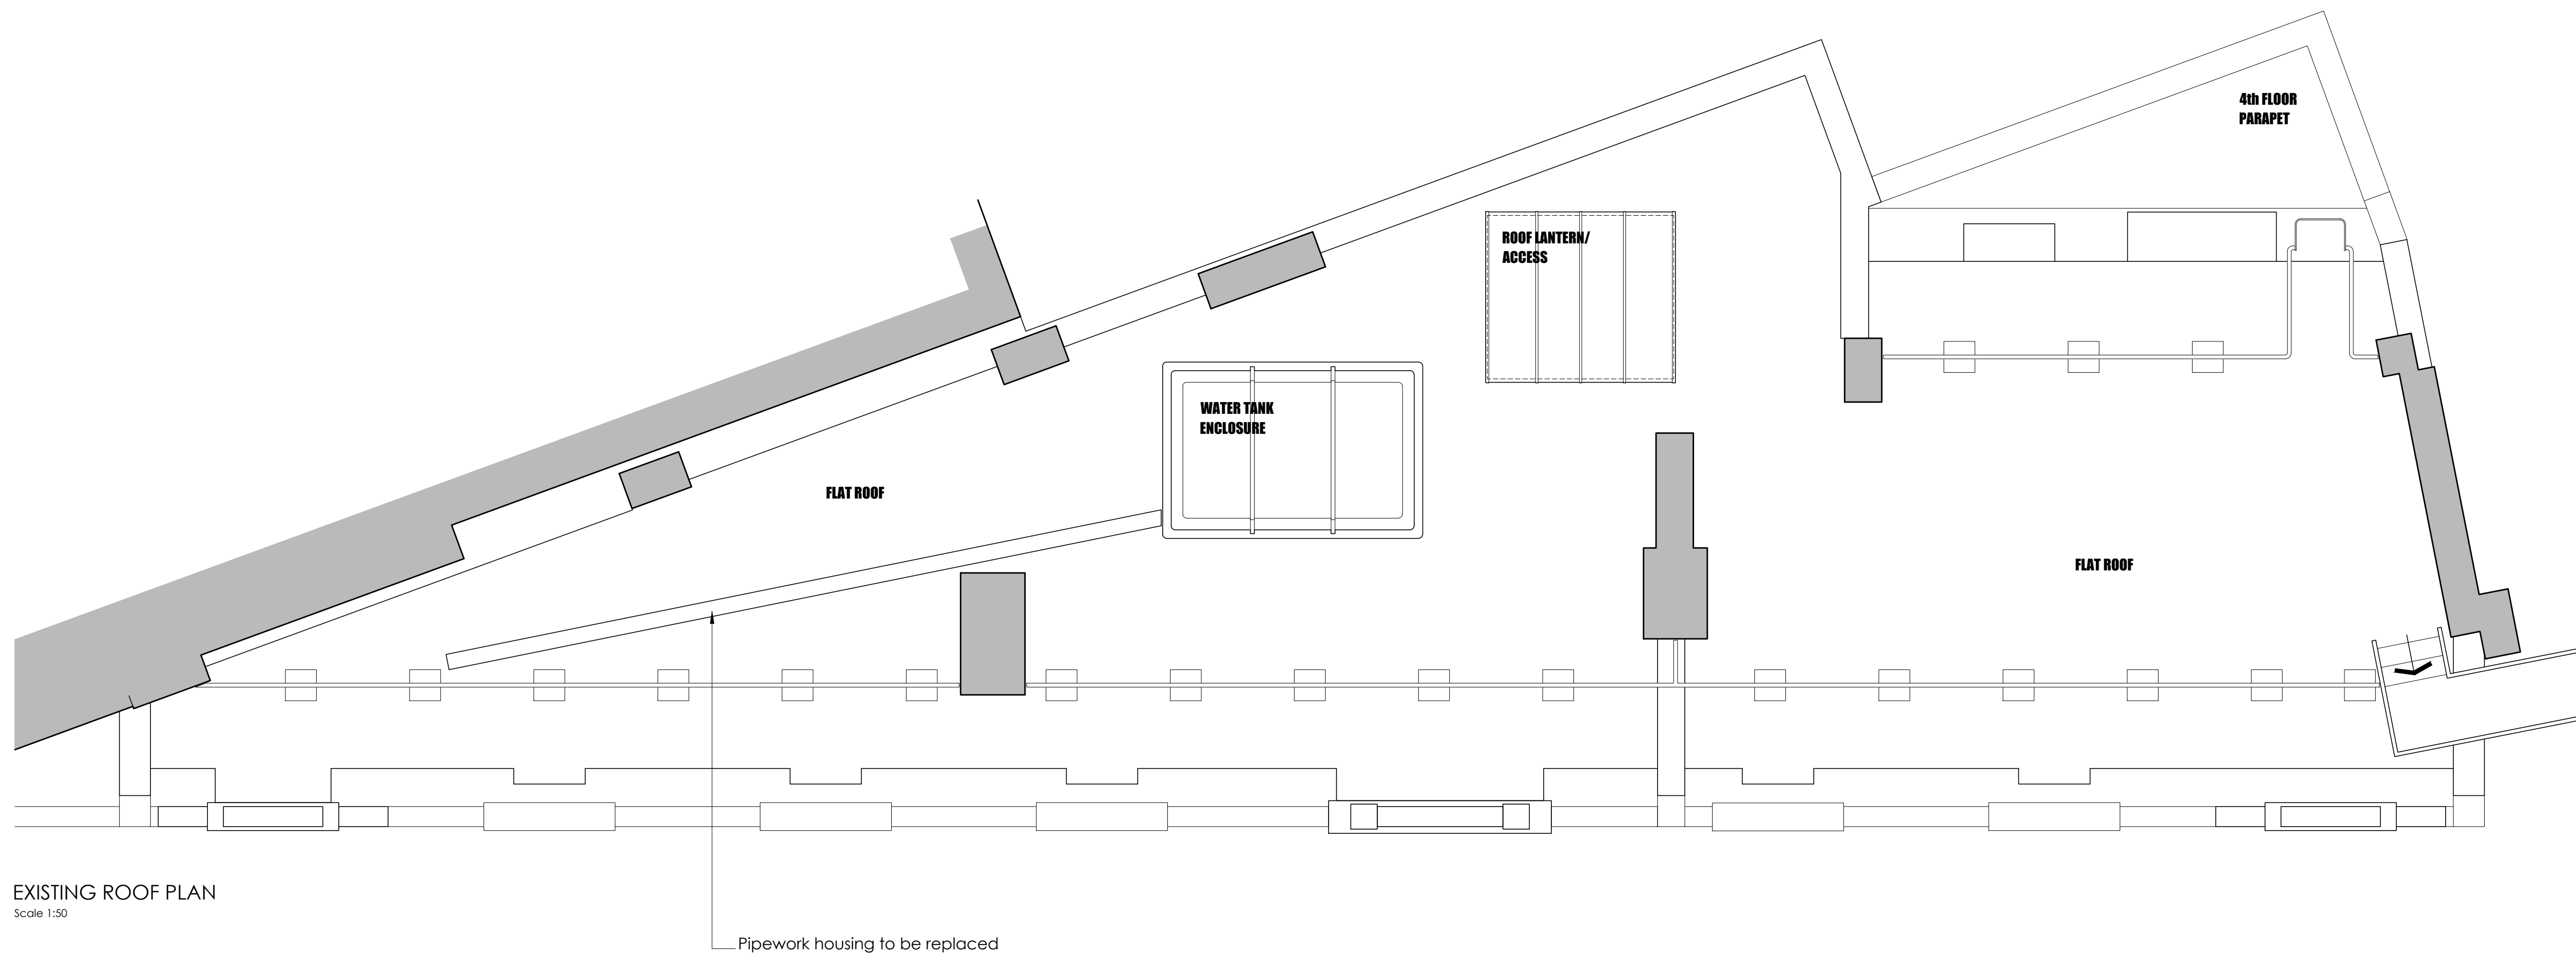 4th FLOOR
PARAPET
ROOF LANTERN/
ACCESS
WATER TANK
ENCLOSURE
FLAT ROOF
FLAT ROOF
EXISTING ROOF PLAN
Scale 1:50
Pipework housing to be replaced